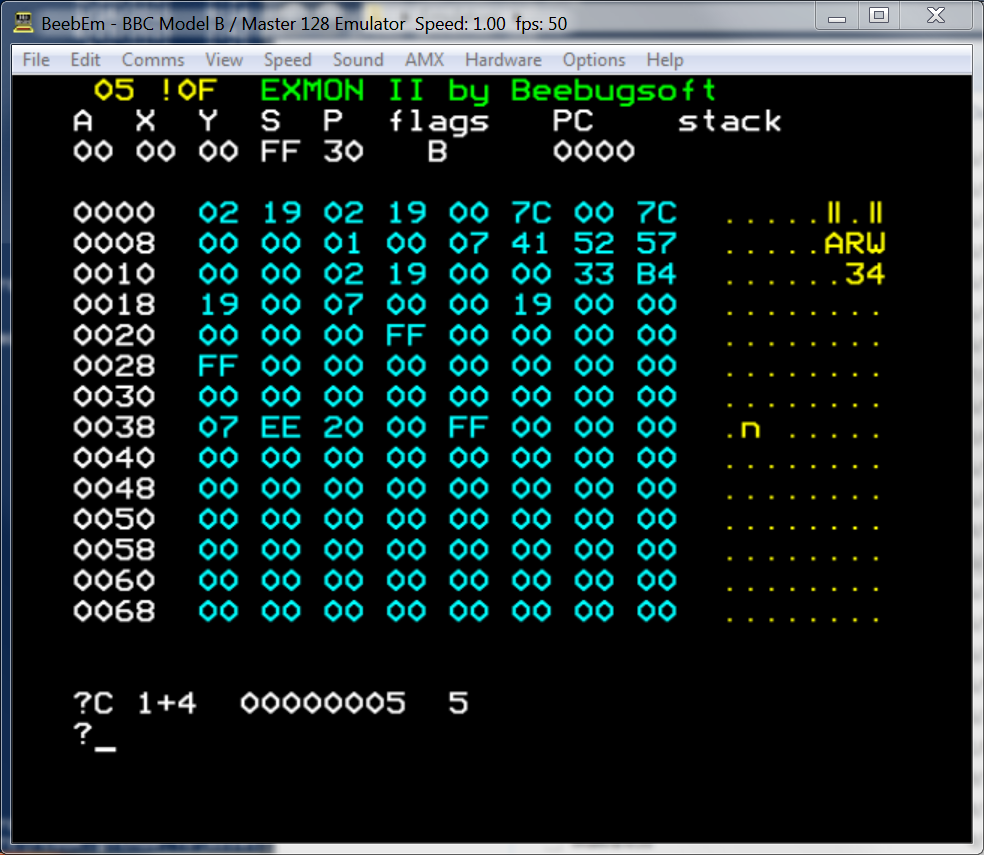 BeebEm - BBC Model B / Master 128 Emulator  Speed: 1.00  fps: 50
File Edit Comms View Speed Sound AMX Hardware Options Help
05 !0F EXMON II by Beebugsoft
A X Y S P flags PC stack
00 00 00 FF 30 B 0000
0000 02 19 02 19 00 7C 00 7C .....‖.‖
0008 00 00 01 00 07 41 52 57 .....ARW
0010 00 00 02 19 00 00 33 B4 ......34
0018 19 00 07 00 00 19 00 00 ........
0020 00 00 00 FF 00 00 00 00 ........
0028 FF 00 00 00 00 00 00 00 ........
0030 00 00 00 00 00 00 00 00 ........
0038 07 EE 20 00 FF 00 00 00 .n .....
0040 00 00 00 00 00 00 00 00 ........
0048 00 00 00 00 00 00 00 00 ........
0050 00 00 00 00 00 00 00 00 ........
0058 00 00 00 00 00 00 00 00 ........
0060 00 00 00 00 00 00 00 00 ........
0068 00 00 00 00 00 00 00 00 ........
?C 1+4 00000005 5
?_